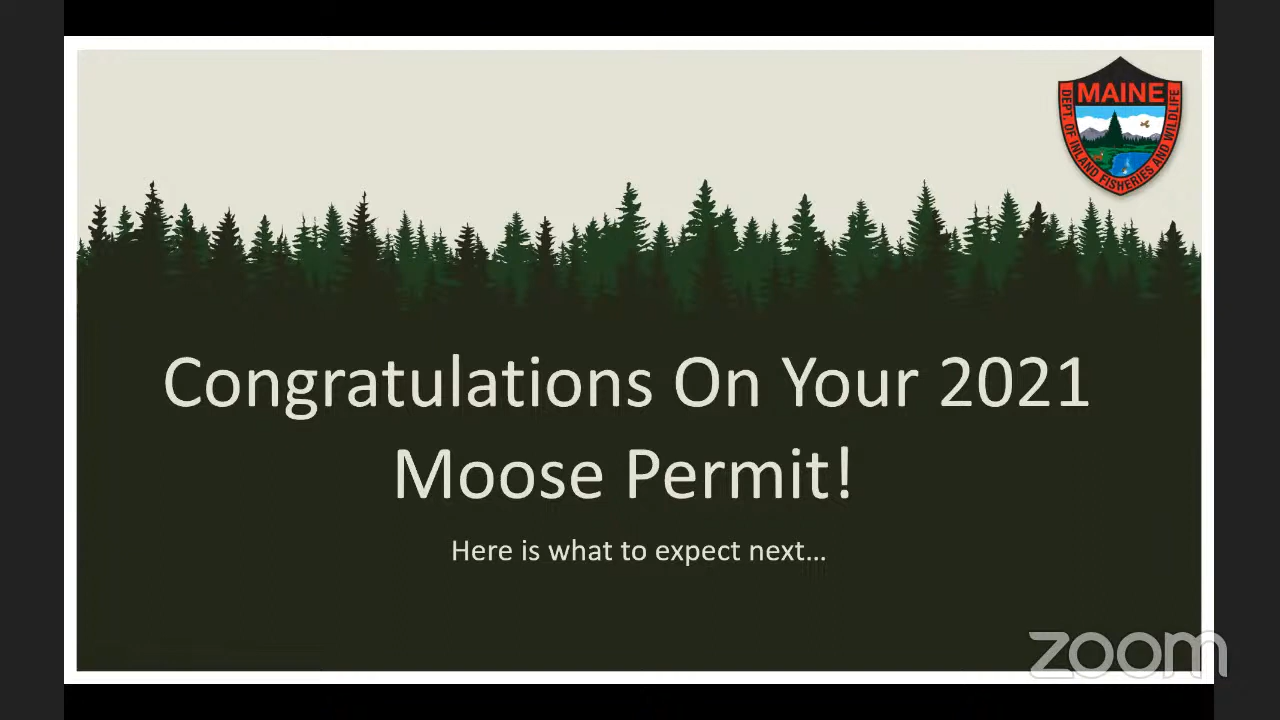 MAINE
DEPT. OF INLAND FISHERIES AND WILDLIFE
Congratulations On Your 2021
Moose Permit!
Here is what to expect next...
zoom